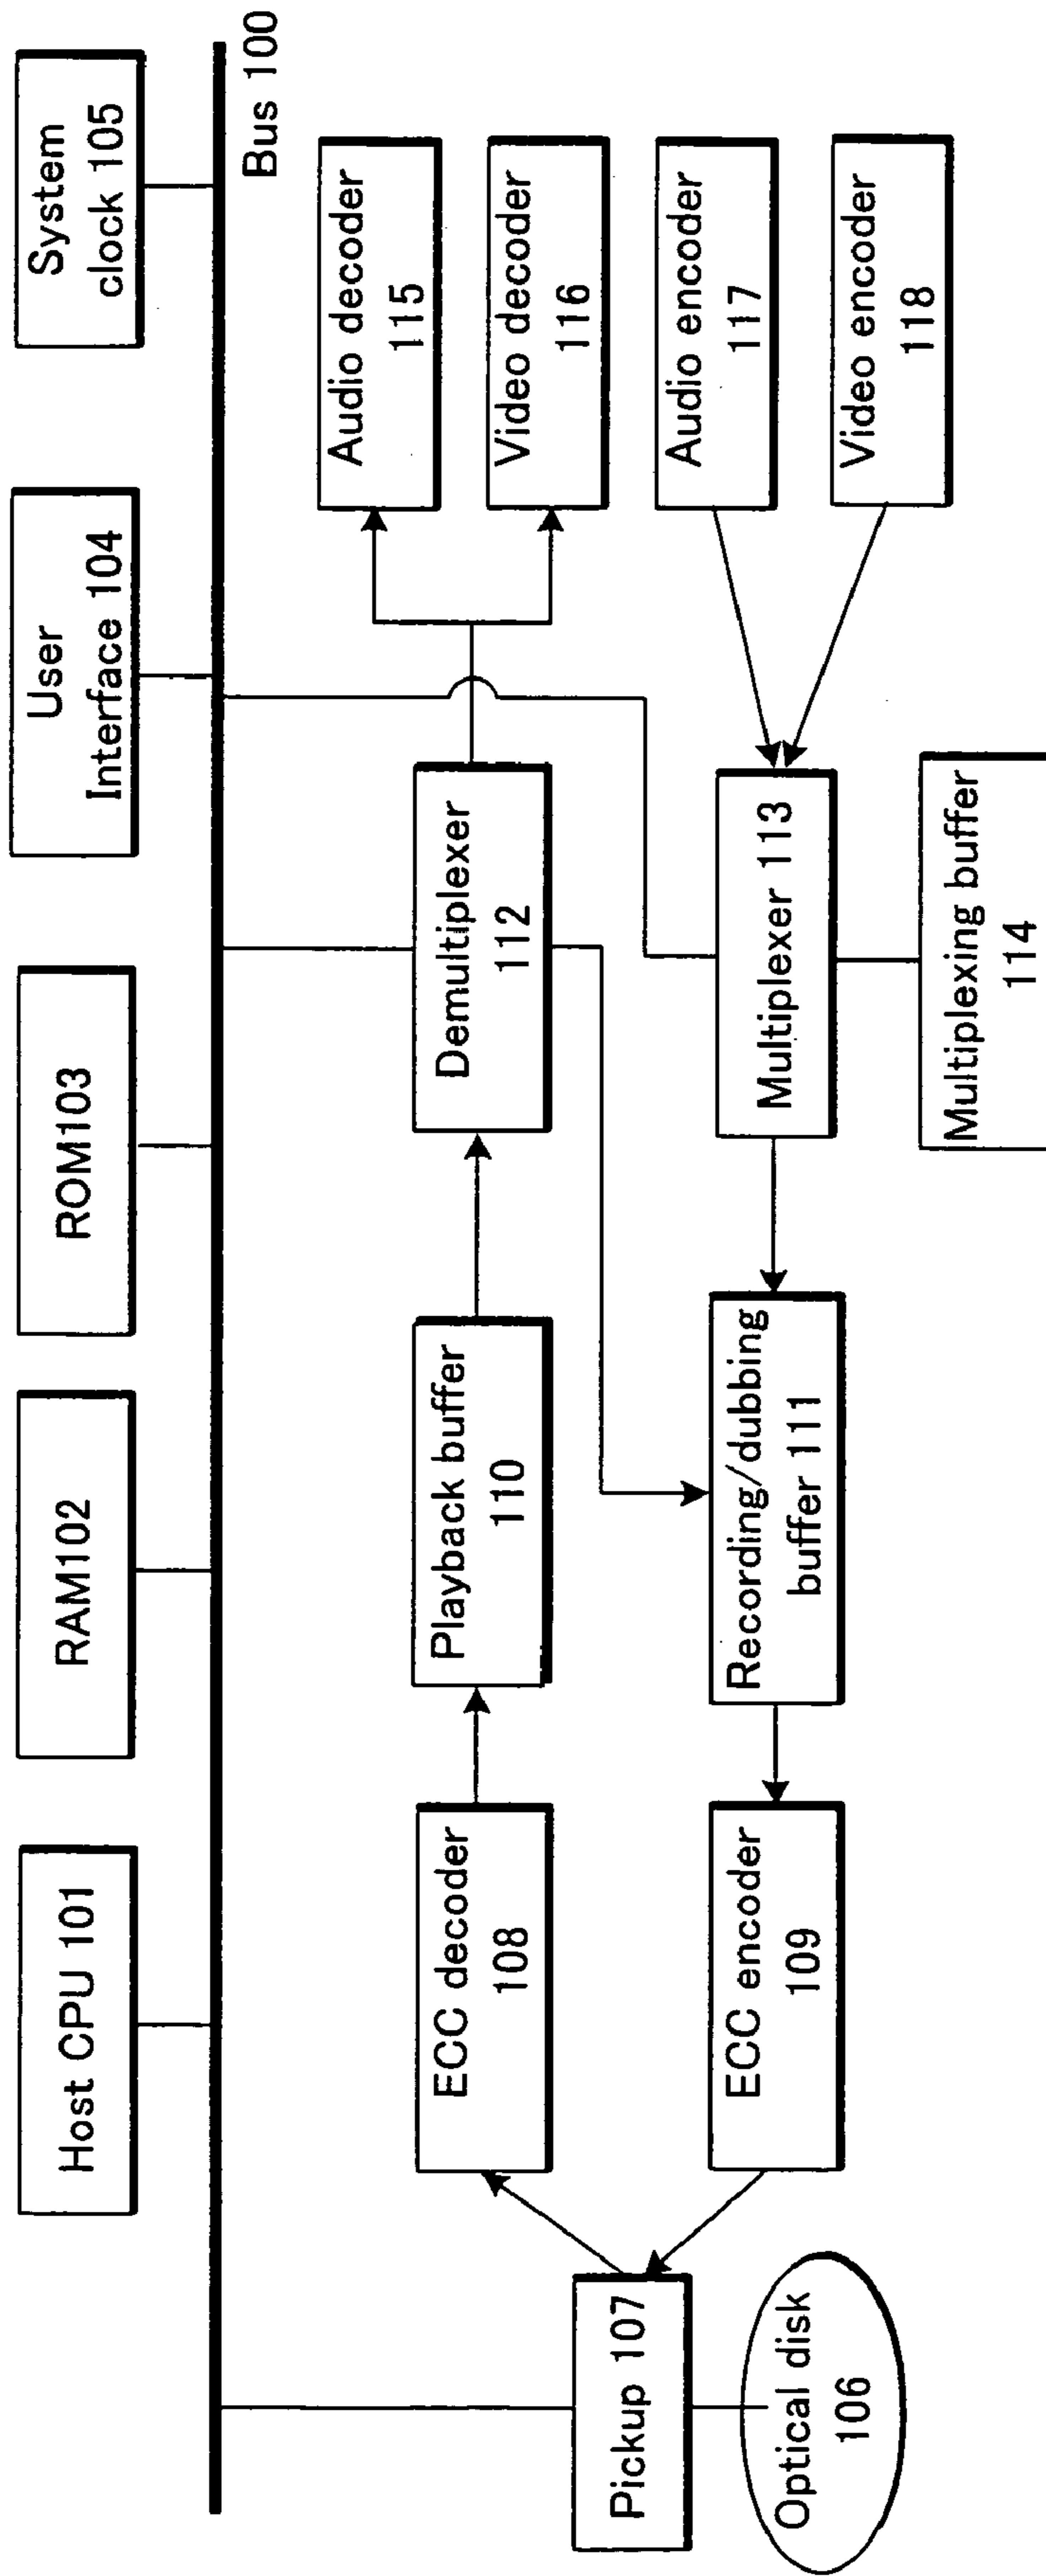 Host CPU 101
RAM102
ROM103
User
Interface 104
System
clock 105
Bus 100
Pickup 107
Optical disk
106
ECC decoder
108
Playback buffer
110
Demultiplexer
112
Audio decoder
115
Video decoder
116
ECC encoder
109
Recording/dubbing
buffer 111
Multiplexer 113
Multiplexing buffer
114
Audio encoder
117
Video encoder
118